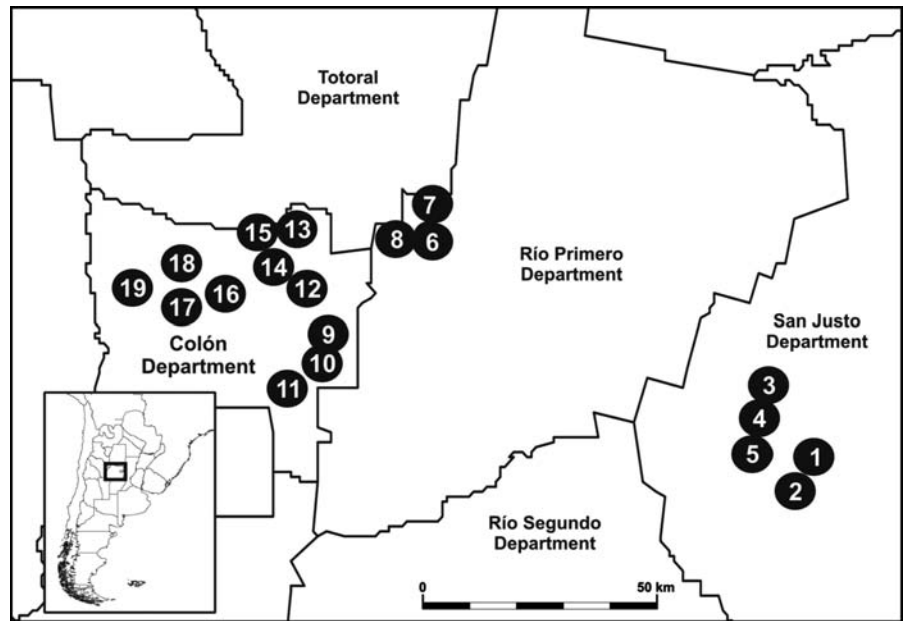 Totoral
Department
7
8
6
Río Primero
Department
15
13
14
12
18
19
17
16
Colón
Department
9
10
11
San Justo
Department
3
4
5
1
2
Río Segundo
Department
0
50 km